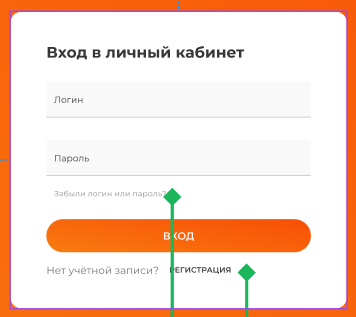 Вход в личный кабинет
Логин
Пароль
Забыли логин или пароль?
ВХОД
Нет учётной записи? РЕГИСТРАЦИЯ